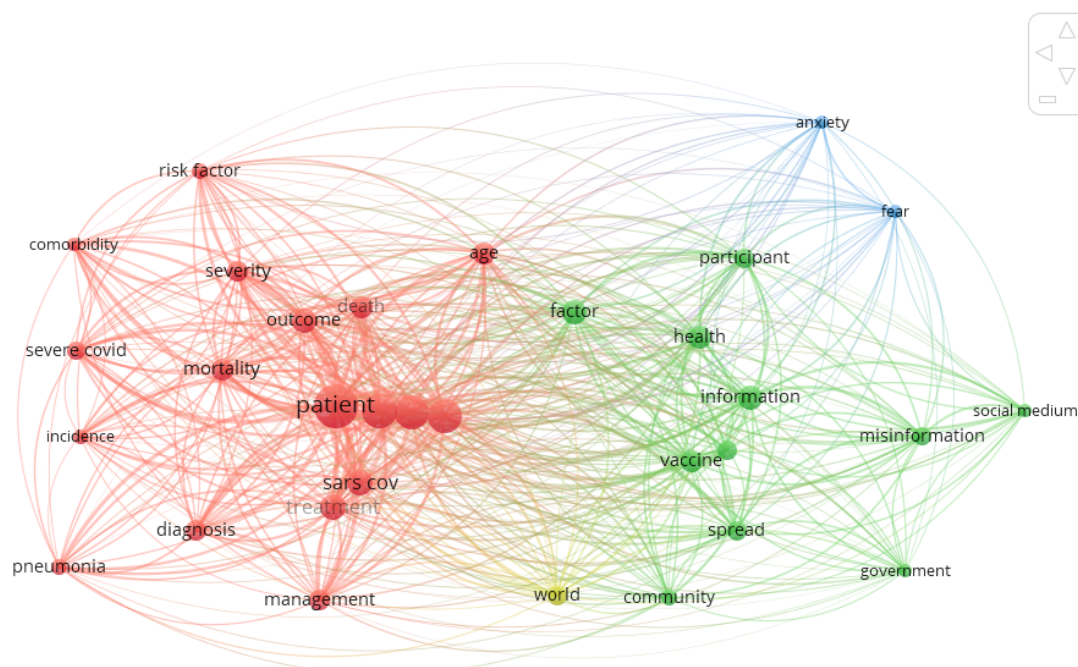 anxiety
risk factor
fear
comorbidity
age
participant
severity
death
factor
outcome
health
severe covid
mortality
information
patient
social medium
incidence
misinformation
vaccine
sars cov
treatment
diagnosis
spread
pneumonia
government
world
community
management